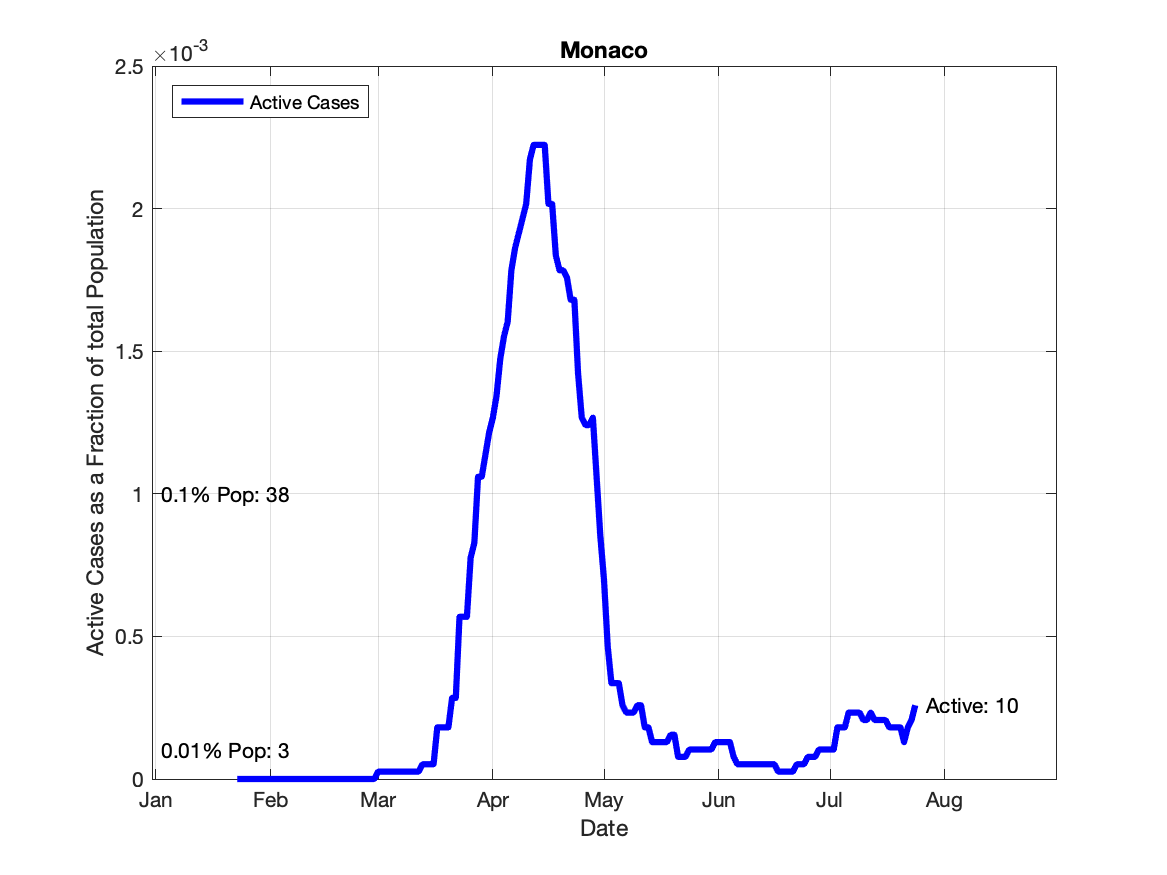 Monaco
×10-3
Active Cases
2.5
2
1.5
1
0.5
0
0.1% Pop: 38
0.01% Pop: 3
Active: 10
Active Cases as a Fraction of total Population
Jan Feb Mar Apr May Jun Jul Aug
Date